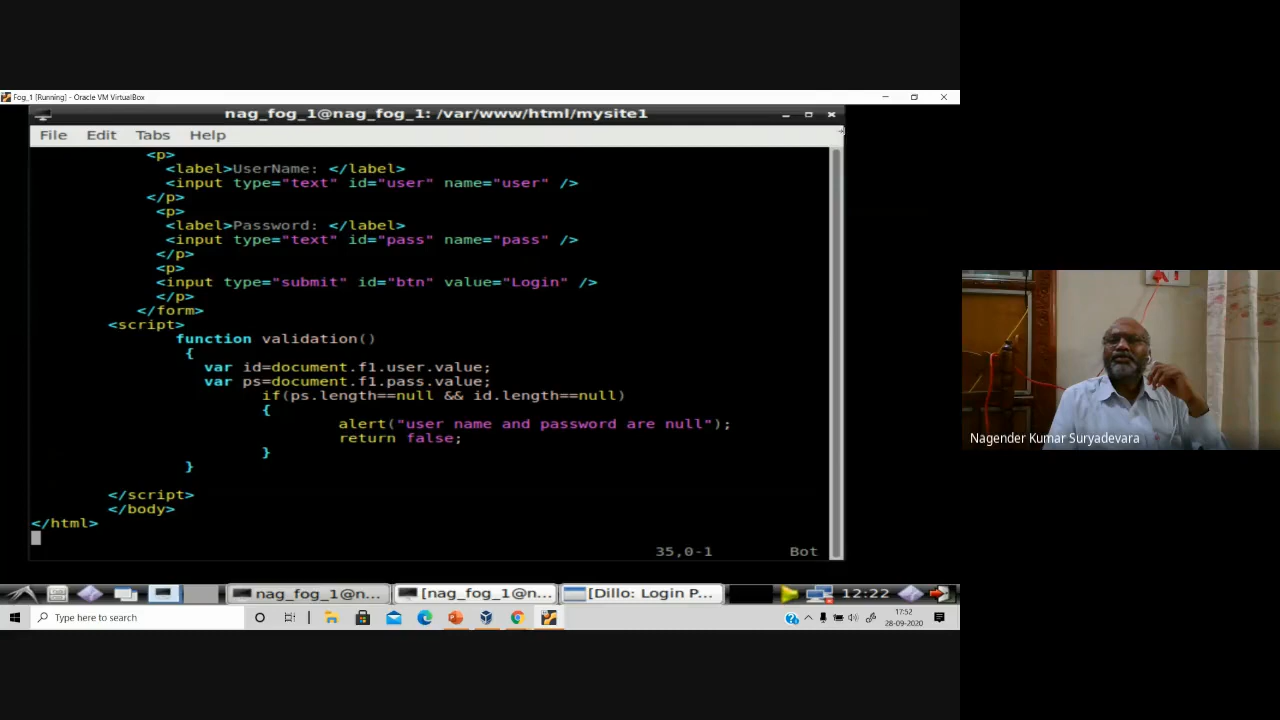 Fog_1 [Running] - Oracle VM VirtualBox
nag_fog_1@nag_fog_1: /var/www/html/mysite1
File Edit Tabs Help
<p>
<label>UserName: </label>
<input type="text" id="user" name="user" />
</p>
<p>
<label>Password: </label>
<input type="text" id="pass" name="pass" />
</p>
<p>
<input type="submit" id="btn" value="Login" />
</p>
</form>
<script>
function validation()
{
var id=document.f1.user.value;
var ps=document.f1.pass.value;
if(ps.length==null && id.length==null)
{
alert("user name and password are null");
return false;
}
}
</script>
</body>
</html>
35,0-1 Bot
nag_fog_1@n... [nag_fog_1@n... [Dillo: Login P... 12:22
Type here to search
17:52
28-09-2020
Nagender Kumar Suryadevara